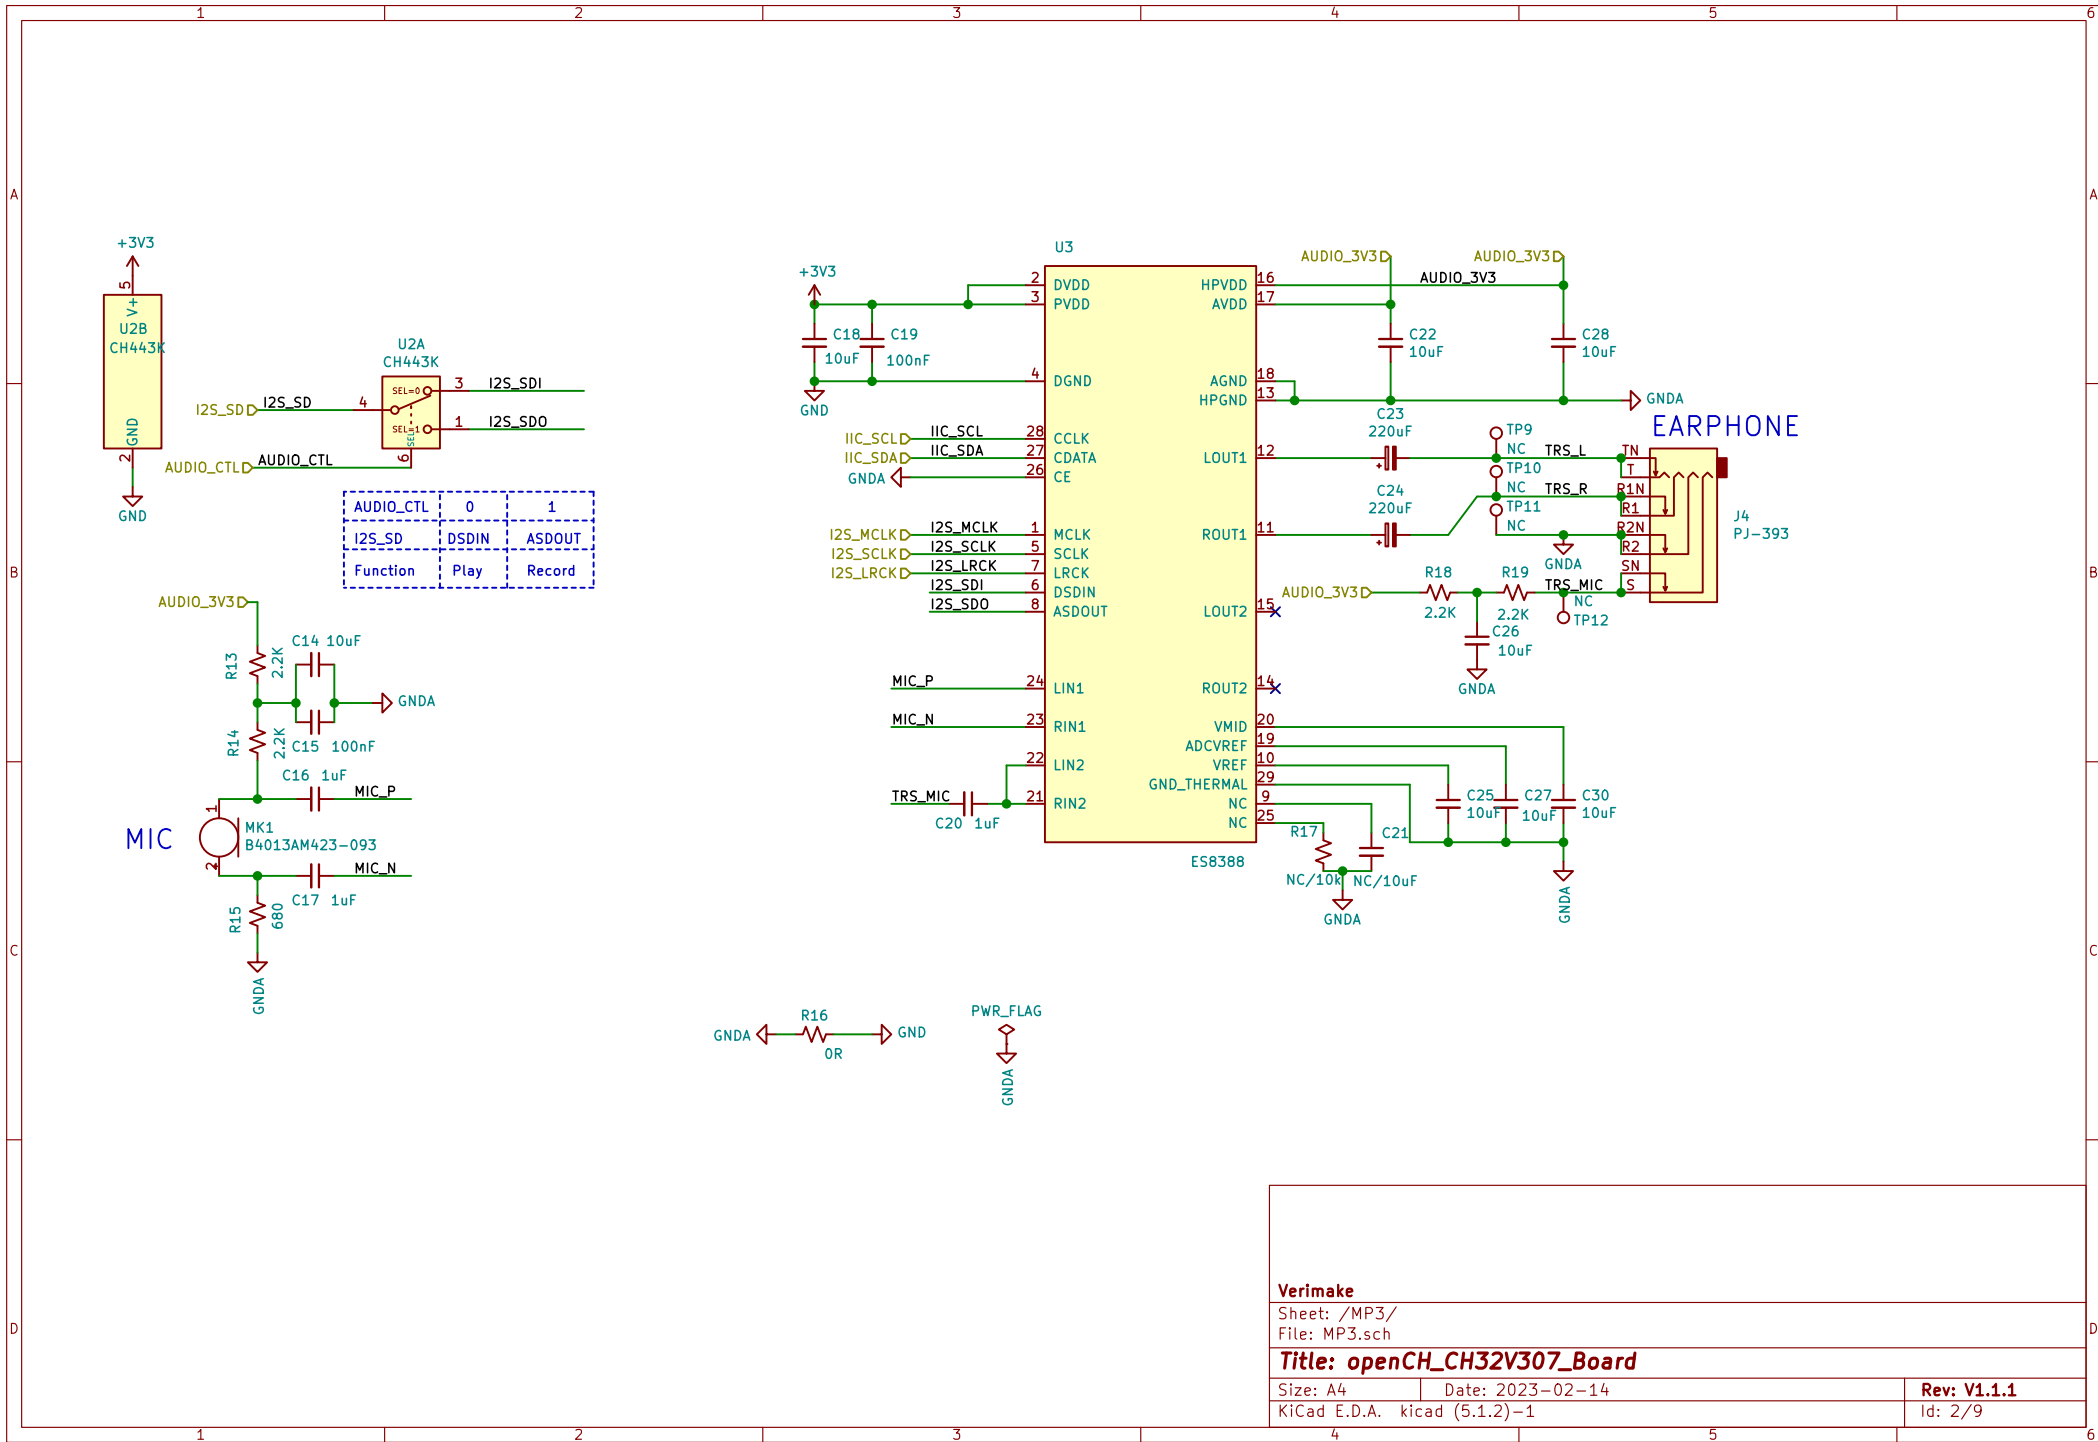 1 2 3 4 5 6
A
B
C
D
A
B
C
D
+3V3
5
V+
U2B
CH443K
GND
2
GND
U2A
CH443K
SEL=0
SEL=1
SEL
4
3
1
6
I2S_SD
I2S_SD
I2S_SDI
I2S_SDO
AUDIO_CTL
AUDIO_CTL
AUDIO_CTL 0 1
I2S_SD DSDIN ASDOUT
Function Play Record
AUDIO_3V3
R13
2.2K
C14 10uF
GNDA
C15 100nF
R14
2.2K
C16 1uF
MIC_P
1
MIC
MK1
B4013AM423-093
2
MIC_N
C17 1uF
R15
680
GNDA
+3V3
C18
10uF
C19
100nF
GND
IIC_SCL
IIC_SCL
IIC_SDA
IIC_SDA
GNDA
I2S_MCLK
I2S_MCLK
I2S_SCLK
I2S_SCLK
I2S_LRCK
I2S_LRCK
I2S_SDI
I2S_SDO
MIC_P
MIC_N
TRS_MIC
C20 1uF
U3
2 DVDD
3 PVDD
4 DGND
28 CCLK
27 CDATA
26 CE
1 MCLK
5 SCLK
7 LRCK
6 DSDIN
8 ASDOUT
24 LIN1
23 RIN1
22 LIN2
21 RIN2
HPVDD 16
AVDD 17
AGND 18
HPGND 13
LOUT1 12
ROUT1 11
LOUT2 15
ROUT2 14
VMID 20
ADCVREF 19
VREF 10
GND_THERMAL 29
NC 9
NC 25
ES8388
AUDIO_3V3
AUDIO_3V3
AUDIO_3V3
C22
10uF
C28
10uF
GNDA
C23
220uF
C24
220uF
EARPHONE
TP9
NC
TP10
NC
TP11
NC
TRS_L
TRS_R
GNDA
TN
T
R1N
R1
R2N
R2
SN
S
J4
PJ-393
AUDIO_3V3
R18
2.2K
R19
2.2K
TRS_MIC
NC
TP12
C26
10uF
GNDA
C25
10uF
C27
10uF
C30
10uF
R17
NC/10k
C21
NC/10uF
GNDA
GNDA
GNDA
R16
0R
GND
PWR_FLAG
GNDA
Verimake
Sheet: /MP3/
File: MP3.sch
Title: openCH_CH32V307_Board
Size: A4 Date: 2023-02-14 Rev: V1.1.1
KiCad E.D.A. kicad (5.1.2)-1 Id: 2/9
1 2 3 4 5 6